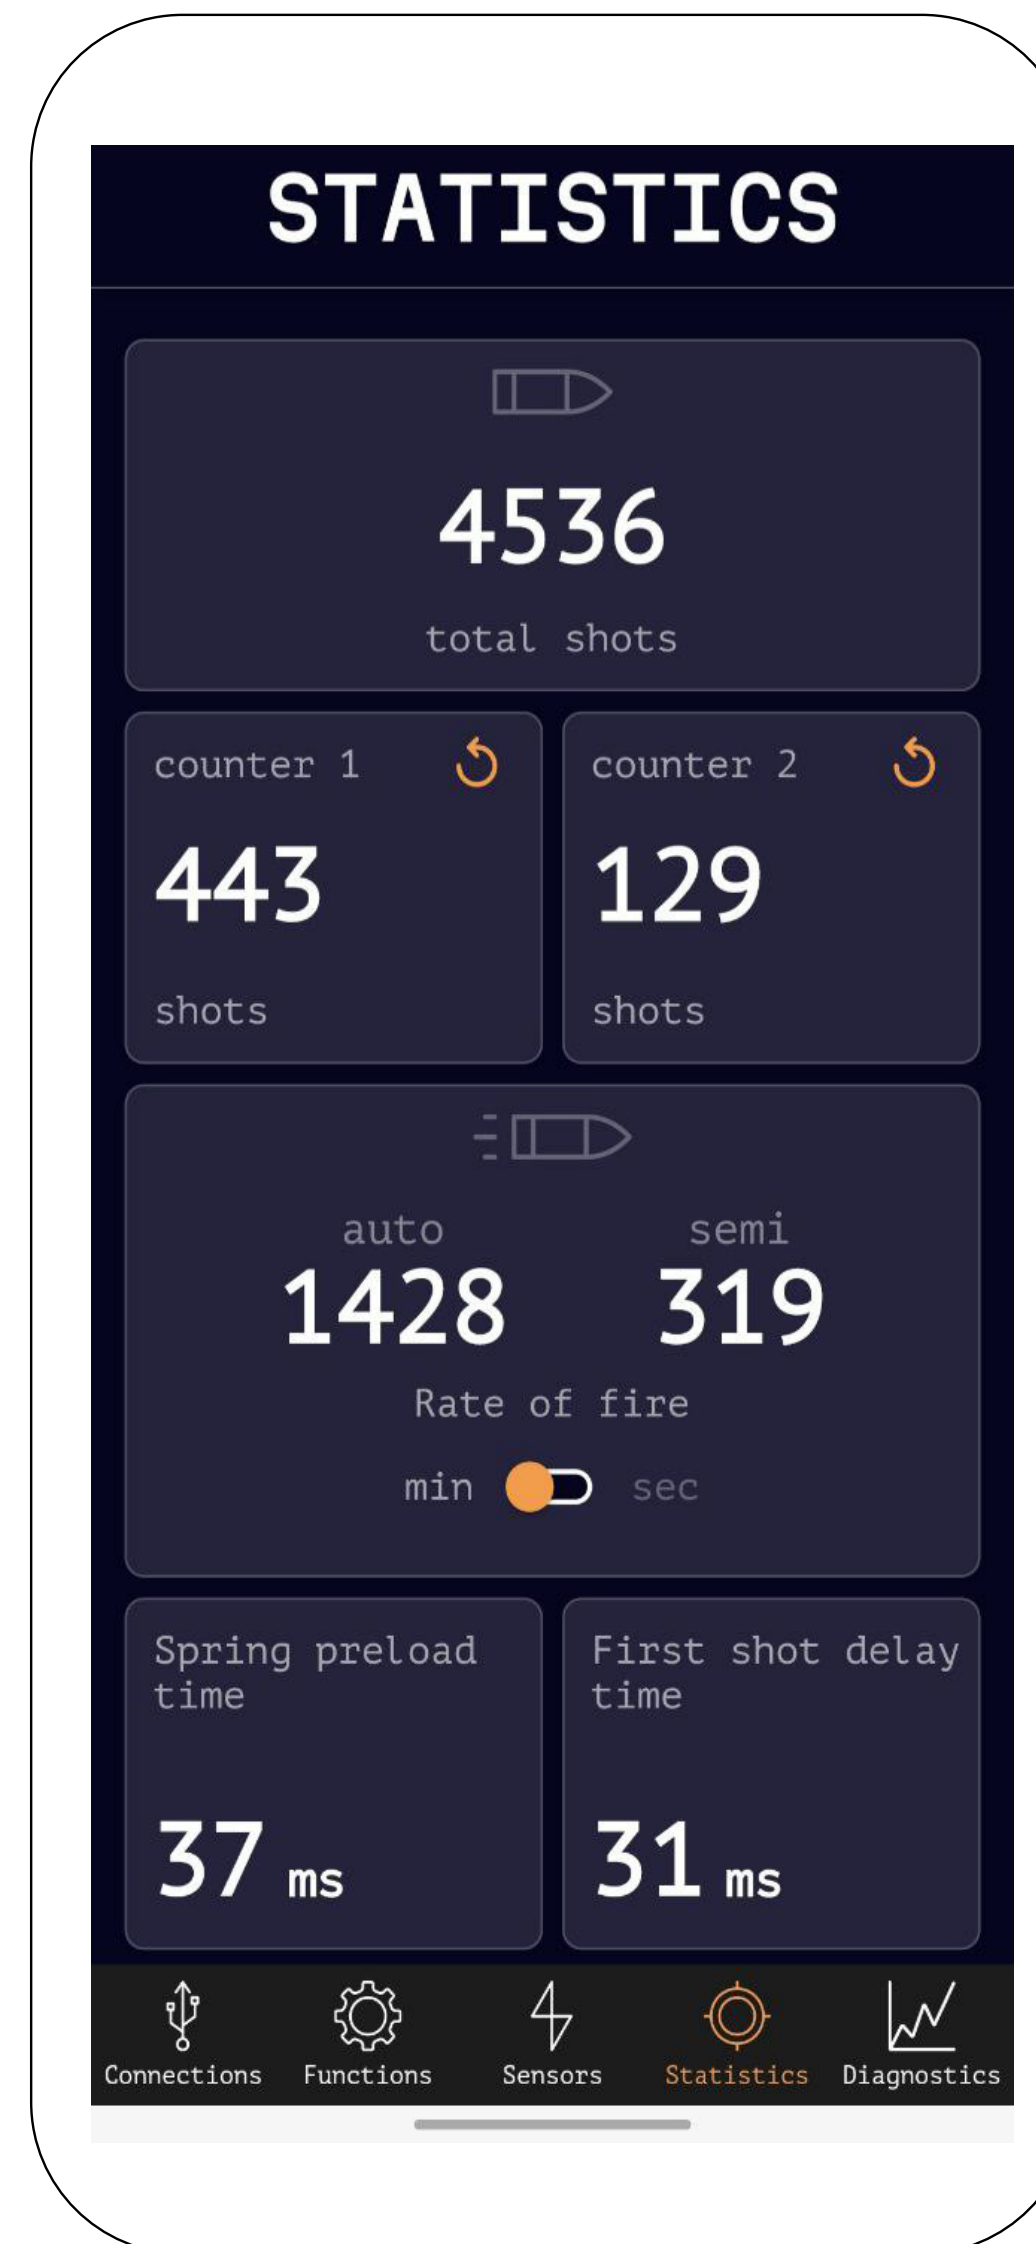 STATISTICS
4536
total shots
counter 1
443
shots
counter 2
129
shots
auto semi
1428 319
Rate of fire
min sec
Spring preload
time
37 ms
First shot delay
time
31 ms
Connections Functions Sensors Statistics Diagnostics